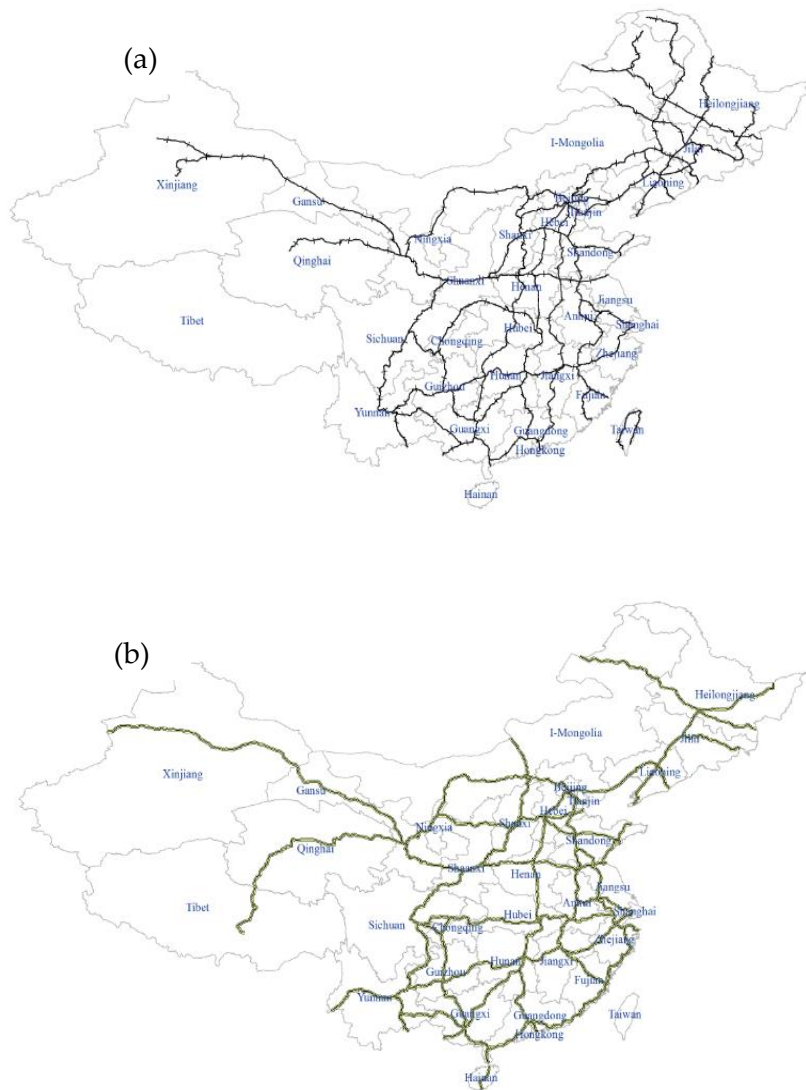 (a)
Heilongjiang
I-Mongolia
Jilin
Xinjiang
Liaoning
Gansu
Beijing
Tianjin
Hebei
Ningxia
Shanxi
Shandong
Qinghai
Shaanxi
Henan
Jiangsu
Tibet
Anhui
Shanghai
Hubei
Sichuan
Chongqing
Zhejiang
Hunan
Jiangxi
Guizhou
Fujian
Yunnan
Guangxi
Guangdong
Taiwan
Hongkong
Hainan
(b)
Heilongjiang
I-Mongolia
Jilin
Xinjiang
Liaoning
Gansu
Beijing
Tianjin
Hebei
Shanxi
Ningxia
Shandong
Qinghai
Shaanxi
Henan
Jiangsu
Tibet
Anhui
Shanghai
Hubei
Sichuan
Chongqing
Zhejiang
Hunan
Jiangxi
Guizhou
Fujian
Yunnan
Guangxi
Guangdong
Taiwan
Hongkong
Hainan